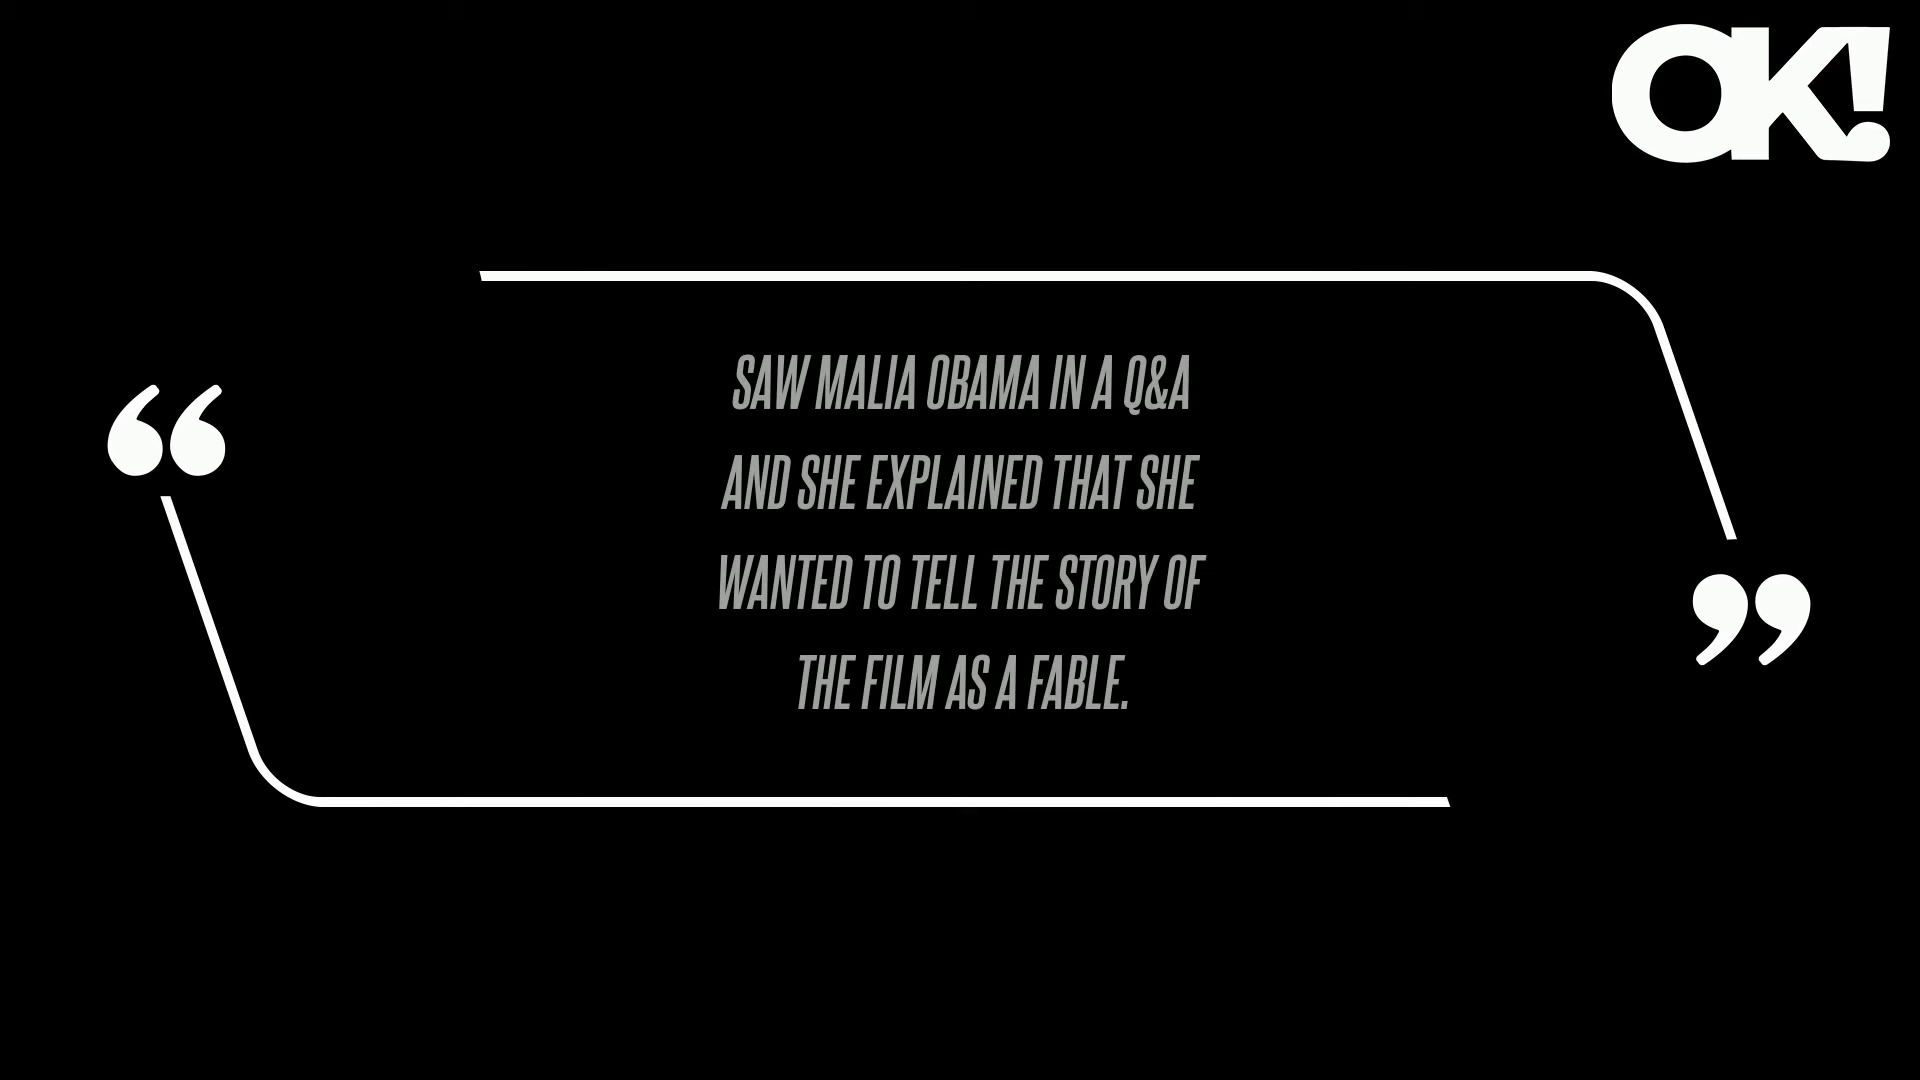 OK!
“
SAW MALIA OBAMA IN A Q&A
AND SHE EXPLAINED THAT SHE
WANTED TO TELL THE STORY OF
THE FILM AS A FABLE.
”